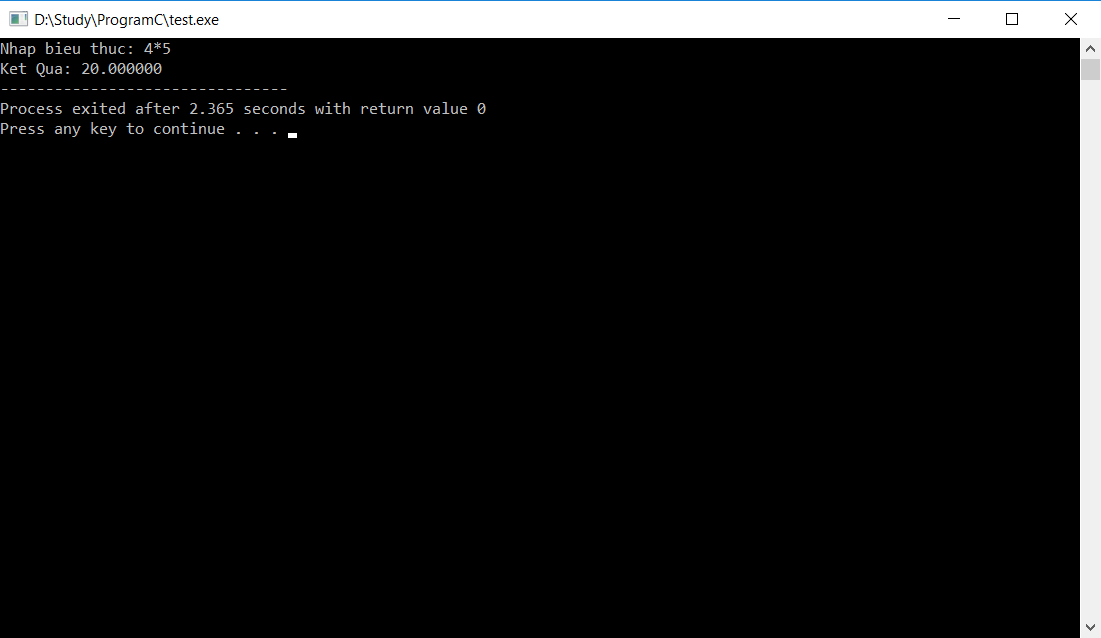 D:\Study\ProgramC\test.exe
Nhap bieu thuc: 4*5
Ket Qua: 20.000000
--------------------------------
Process exited after 2.365 seconds with return value 0
Press any key to continue . . .